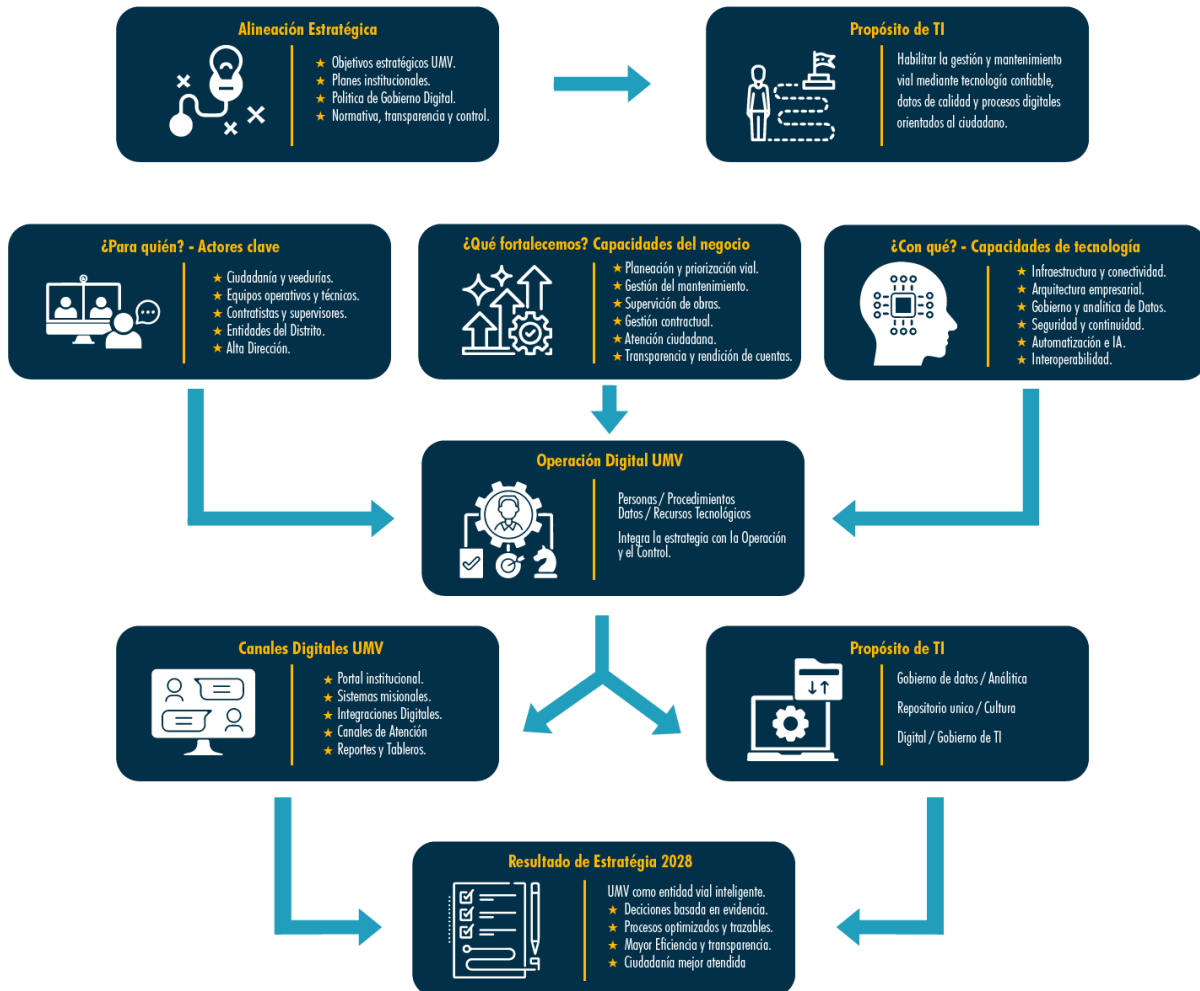 Alineación Estratégica
★ Objetivos estratégicos UMV.
★ Planes institucionales.
★ Política de Gobierno Digital.
★ Normativa, transparencia y control.
Propósito de TI
Habilitar la gestión y mantenimiento
vial mediante tecnología confiable,
datos de calidad y procesos digitales
orientados al ciudadano.
¿Para quién? - Actores clave
★ Ciudadanía y veedurías.
★ Equipos operativos y técnicos.
★ Contratistas y supervisores.
★ Entidades del Distrito.
★ Alta Dirección.
¿Qué fortalecemos? Capacidades del negocio
★ Planeación y priorización vial.
★ Gestión del mantenimiento.
★ Supervisión de obras.
★ Gestión contractual.
★ Atención ciudadana.
★ Transparencia y rendición de cuentas.
¿Con qué? - Capacidades de tecnología
★ Infraestructura y conectividad.
★ Arquitectura empresarial.
★ Gobierno y analitica de Datos.
★ Seguridad y continuidad.
★ Automatización e IA.
★ Interoperabilidad.
Operación Digital UMV
Personas / Procedimientos
Datos / Recursos Tecnológicos
Integra la estrategia con la Operación
y el Control.
Canales Digitales UMV
★ Portal institucional.
★ Sistemas misionales.
★ Integraciones Digitales.
★ Canales de Atención
★ Reportes y Tableros.
Propósito de TI
Gobierno de datos / Análitica
Repositorio unico / Cultura
Digital / Gobierno de TI
Resultado de Estratégia 2028
UMV como entidad vial inteligente.
★ Deciciones basada en evidencia.
★ Procesos optimizados y trazables.
★ Mayor Eficiencia y transparencia.
★ Ciudadanía mejor atendida